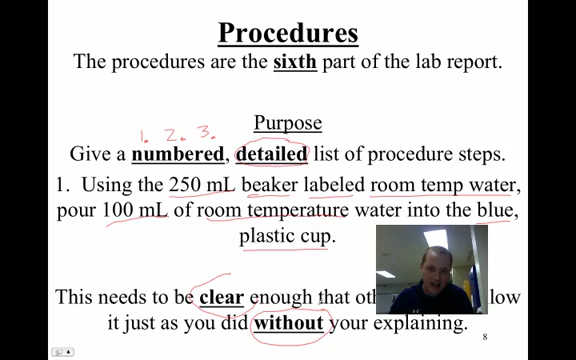 Procedures
The procedures are the sixth part of the lab report.
Purpose
1. 2. 3.
Give a numbered, detailed list of procedure steps.
1. Using the 250 mL beaker labeled room temp water,
pour 100 mL of room temperature water into the blue,
plastic cup.
This needs to be clear enough that low
it just as you did without your explaining.
8